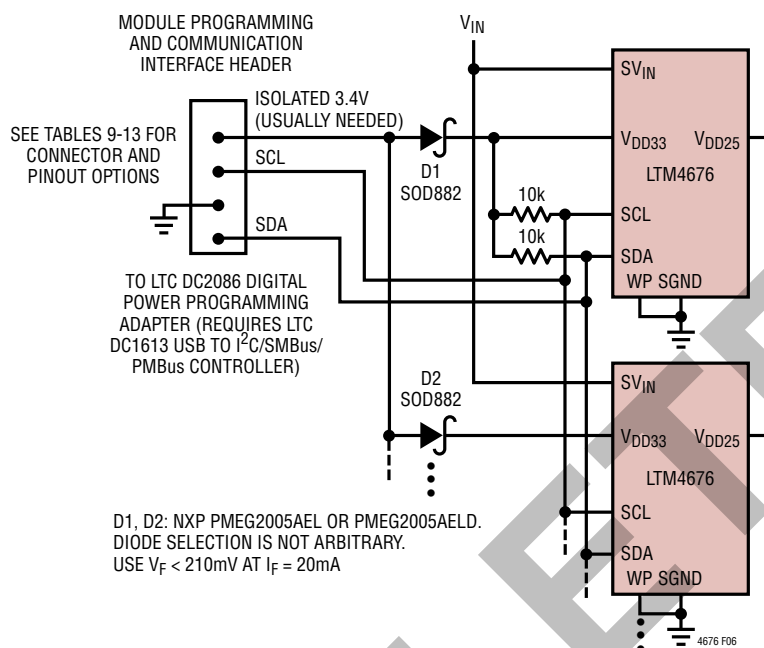 MODULE PROGRAMMING
AND COMMUNICATION
INTERFACE HEADER
SEE TABLES 9-13 FOR
CONNECTOR AND
PINOUT OPTIONS
ISOLATED 3.4V
(USUALLY NEEDED)
SCL
SDA
TO LTC DC2086 DIGITAL
POWER PROGRAMMING
ADAPTER (REQUIRES LTC
DC1613 USB TO I2C/SMBus/
PMBus CONTROLLER)
VIN
D1
SOD882
10k
10k
SVIN
VDD33 VDD25
LTM4676
SCL
SDA
WP SGND
D2
SOD882
SVIN
VDD33 VDD25
LTM4676
SCL
SDA
WP SGND
D1, D2: NXP PMEG2005AEL OR PMEG2005AELD.
DIODE SELECTION IS NOT ARBITRARY.
USE VF < 210mV AT IF = 20mA
4676 F06